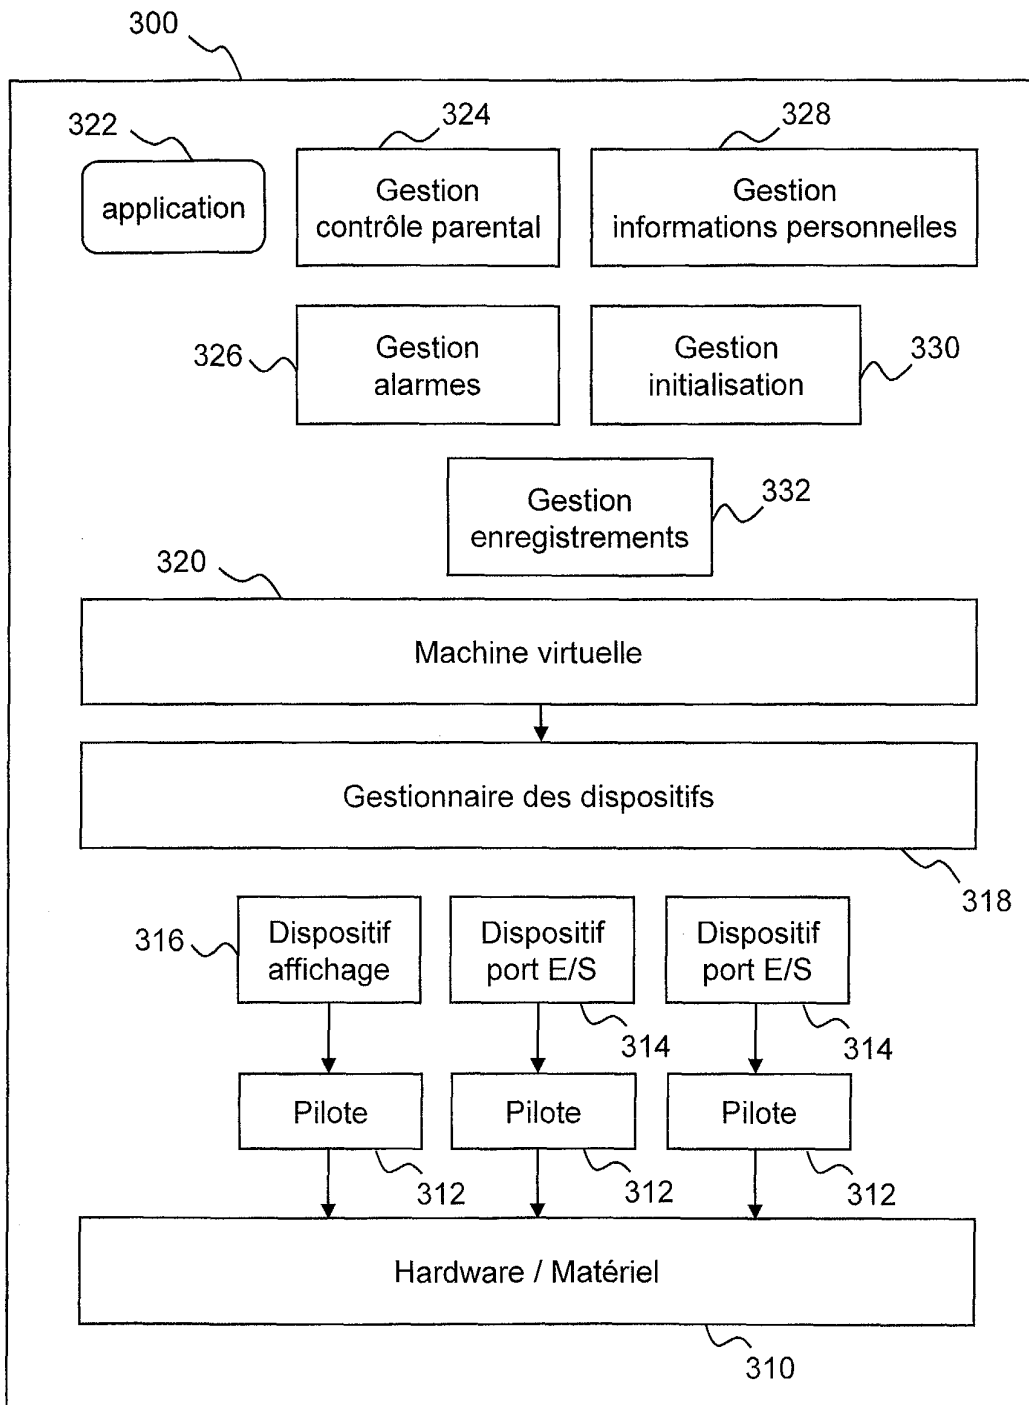 300
322
324
328
application
Gestion
contrôle parental
Gestion
informations personnelles
326
Gestion
alarmes
Gestion
initialisation
330
Gestion
enregistrements
332
320
Machine virtuelle
Gestionnaire des dispositifs
318
316
Dispositif
affichage
Dispositif
port E/S
Dispositif
port E/S
314
314
Pilote
Pilote
Pilote
312
312
312
Hardware / Matériel
310